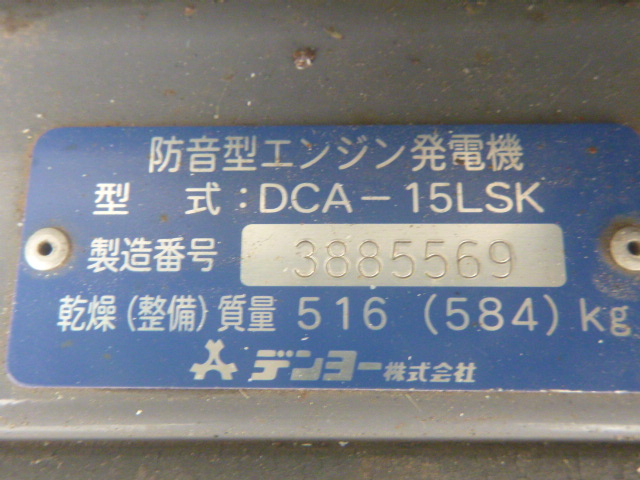 防音型エンジン発電機
型 式:DCA-15LSK
製造番号 3885569
乾燥(整備)質量 516 (584)kg
デンヨー株式会社